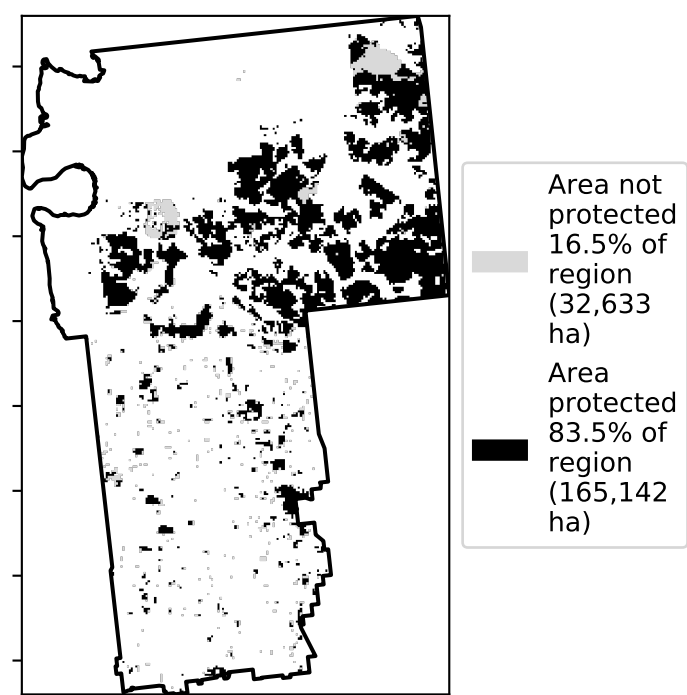 Area not
protected
16.5% of
region
(32,633
ha)
Area
protected
83.5% of
region
(165,142
ha)